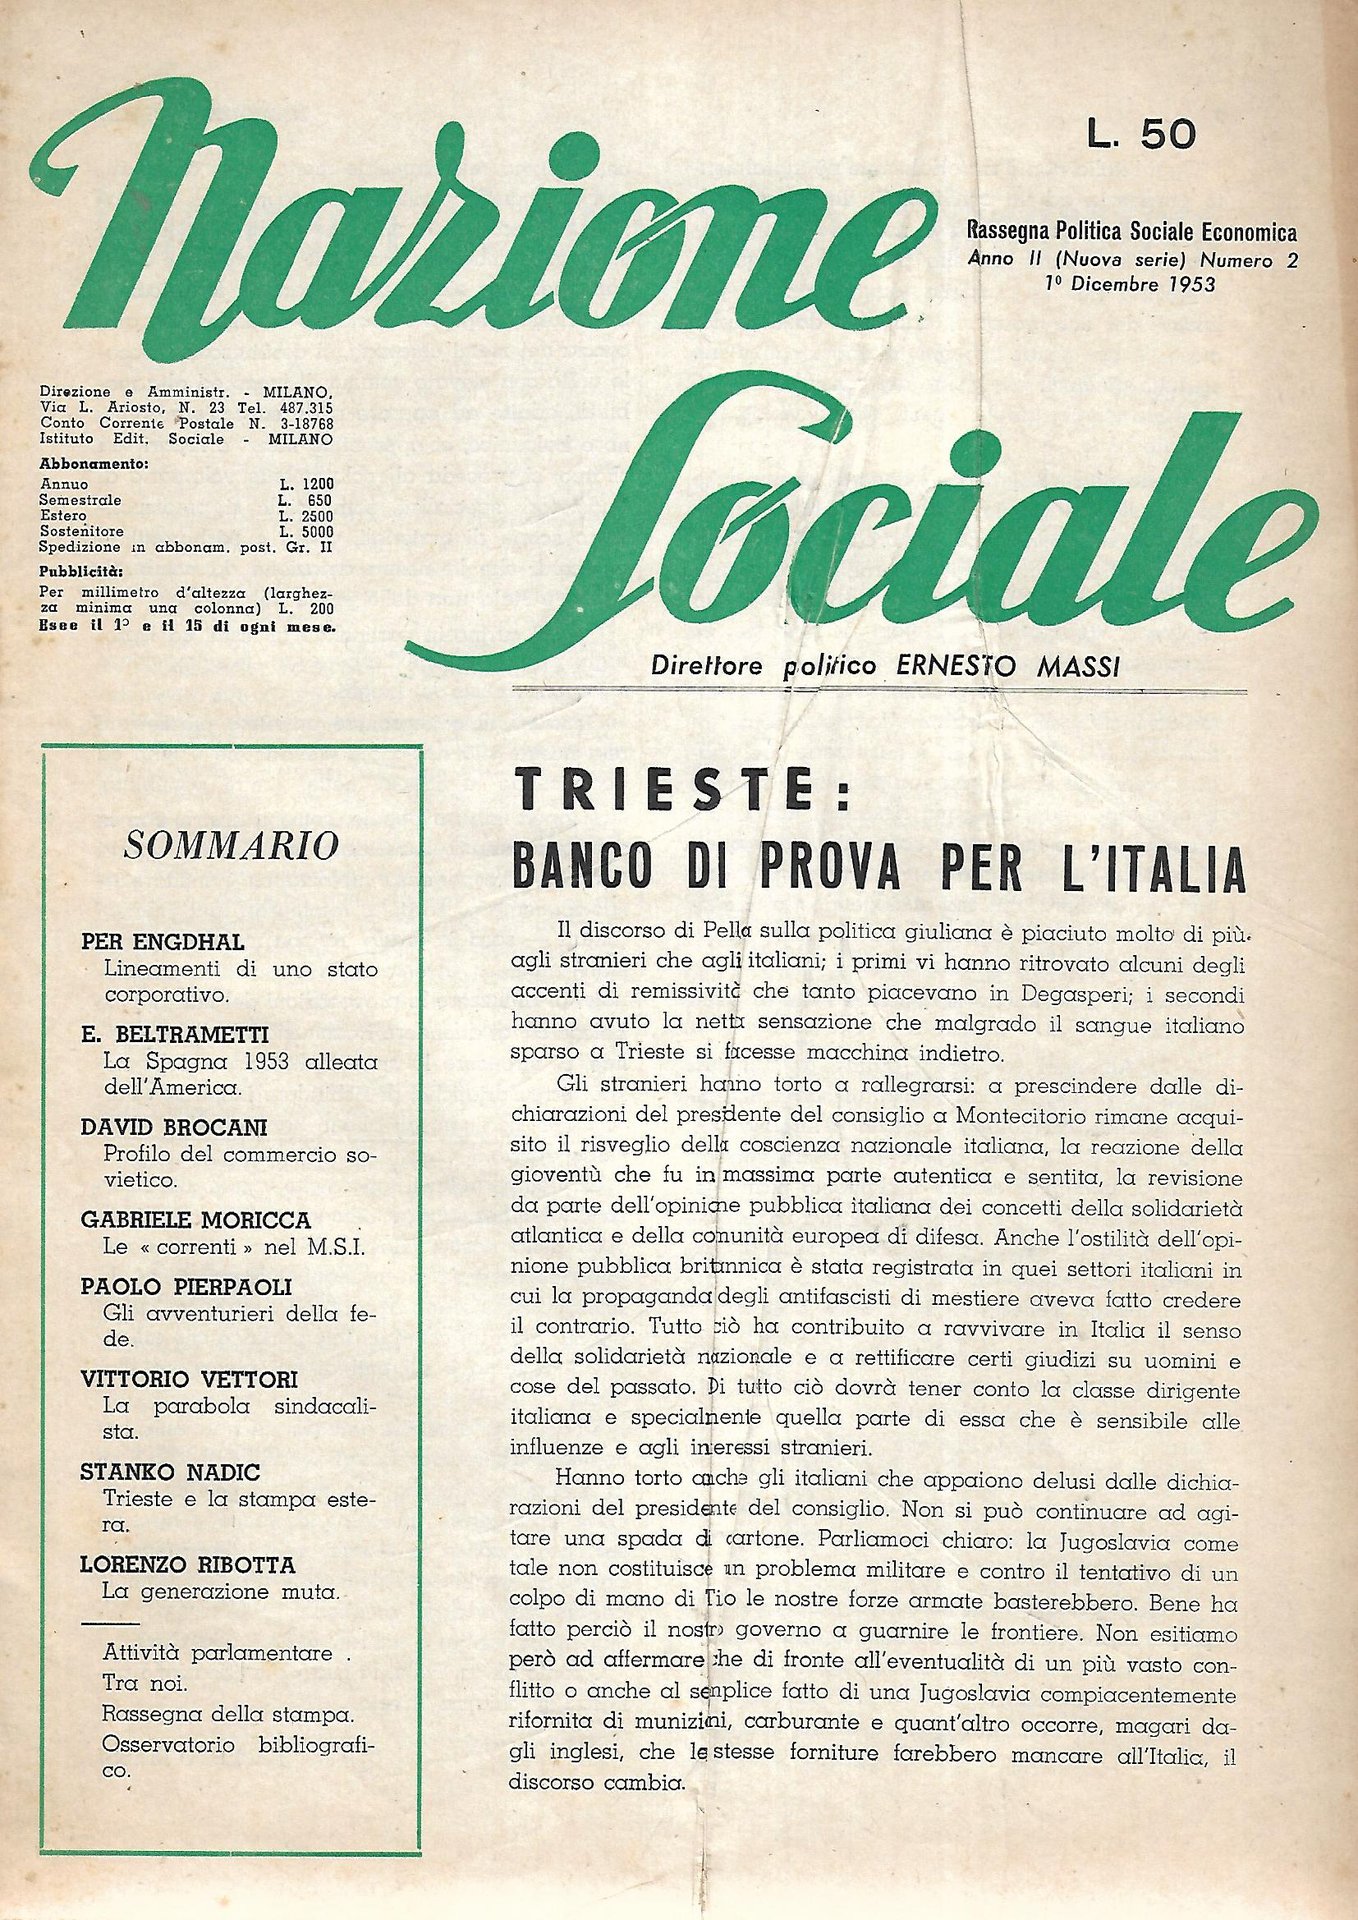 Nazione
Sociale
L. 50
Rassegna Politica Sociale Economica
Anno II (Nuova serie) Numero 2
1º Dicembre 1953
Direzione e Amministr. - MILANO,
Via L. Ariosto, N. 23 Tel. 487.315
Conto Corrente Postale N. 3-18768
Istituto Edit. Sociale - MILANO
Abbonamento:
Annuo L. 1200
Semestrale L. 650
Estero L. 2500
Sostenitore L. 5000
Spedizione in abbonam. post. Gr. II
Pubblicità:
Per millimetro d'altezza (larghez-
za minima una colonna) L. 200
Esce il 1º e il 15 di ogni mese.
Direttore politico ERNESTO MASSI
SOMMARIO
PER ENGDHAL
Lineamenti di uno stato
corporativo.
E. BELTRAMETTI
La Spagna 1953 alleata
dell'America.
DAVID BROCANI
Profilo del commercio so-
vietico.
GABRIELE MORICCA
Le « correnti » nel M.S.I.
PAOLO PIERPAOLI
Gli avventurieri della fe-
de.
VITTORIO VETTORI
La parabola sindacali-
sta.
STANKO NADIC
Trieste e la stampa este-
ra.
LORENZO RIBOTTA
La generazione muta.
Attività parlamentare .
Tra noi.
Rassegna della stampa.
Osservatorio bibliografi-
co.
TRIESTE:
BANCO DI PROVA PER L'ITALIA
Il discorso di Pella sulla politica giuliana è piaciuto molto di più
agli stranieri che agli italiani; i primi vi hanno ritrovato alcuni degli
accenti di remissività che tanto piacevano in Degasperi; i secondi
hanno avuto la netta sensazione che malgrado il sangue italiano
sparso a Trieste si facesse macchina indietro.
Gli stranieri hanno torto a rallegrarsi: a prescindere dalle di-
chiarazioni del presidente del consiglio a Montecitorio rimane acqui-
sito il risveglio della coscienza nazionale italiana, la reazione della
gioventù che fu in massima parte autentica e sentita, la revisione
da parte dell'opinione pubblica italiana dei concetti della solidarietà
atlantica e della comunità europea di difesa. Anche l'ostilità dell'opi-
nione pubblica britannica è stata registrata in quei settori italiani in
cui la propaganda degli antifascisti di mestiere aveva fatto credere
il contrario. Tutto ciò ha contribuito a ravvivare in Italia il senso
della solidarietà nazionale e a rettificare certi giudizi su uomini e
cose del passato. Di tutto ciò dovrà tener conto la classe dirigente
italiana e specialmente quella parte di essa che è sensibile alle
influenze e agli interessi stranieri.
Hanno torto anche gli italiani che appaiono delusi dalle dichia-
razioni del presidente del consiglio. Non si può continuare ad agi-
tare una spada di cartone. Parliamoci chiaro: la Jugoslavia come
tale non costituisce un problema militare e contro il tentativo di un
colpo di mano di Tio le nostre forze armate basterebbero. Bene ha
fatto perciò il nostro governo a guarnire le frontiere. Non esitiamo
però ad affermare che di fronte all'eventualità di un più vasto con-
flitto o anche al semplice fatto di una Jugoslavia compiacentemente
rifornita di munizioni, carburante e quant'altro occorre, magari da-
gli inglesi, che le stesse forniture farebbero mancare all'Italia, il
discorso cambia.